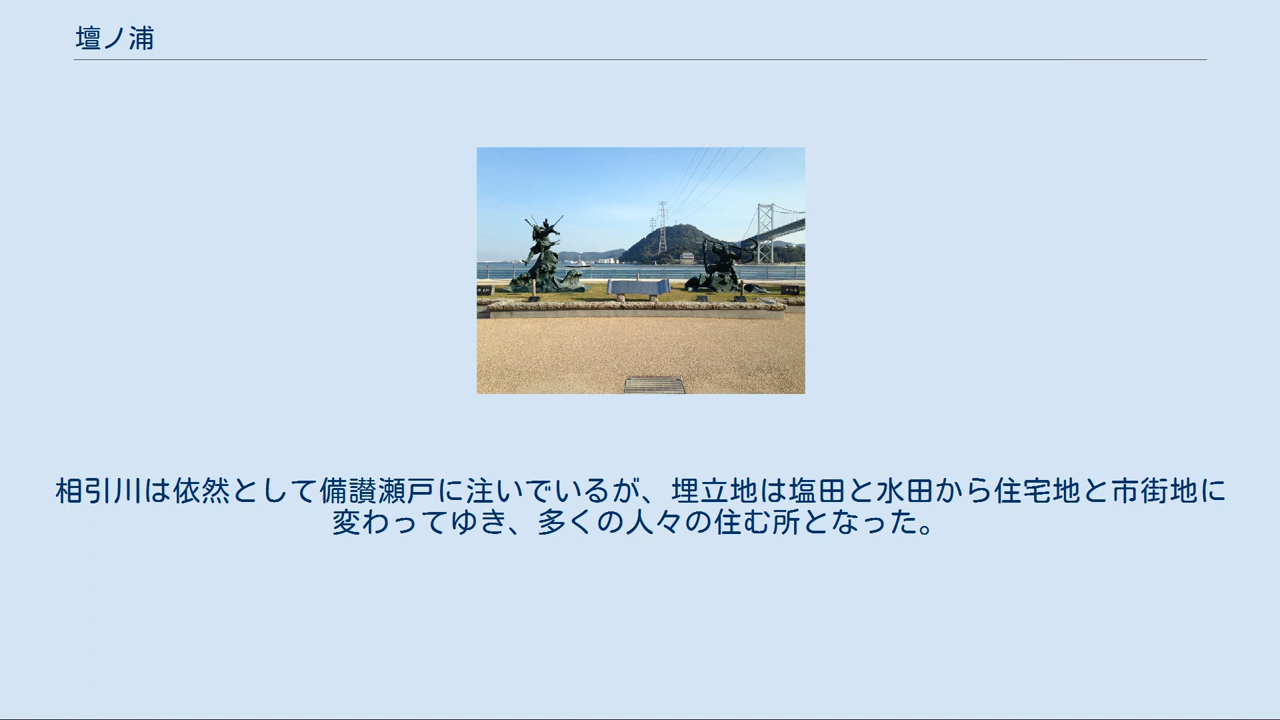 壇ノ浦
相引川は依然として備讃瀬戸に注いでいるが、埋立地は塩田と水田から住宅地と市街地に
変わってゆき、多くの人々の住む所となった。